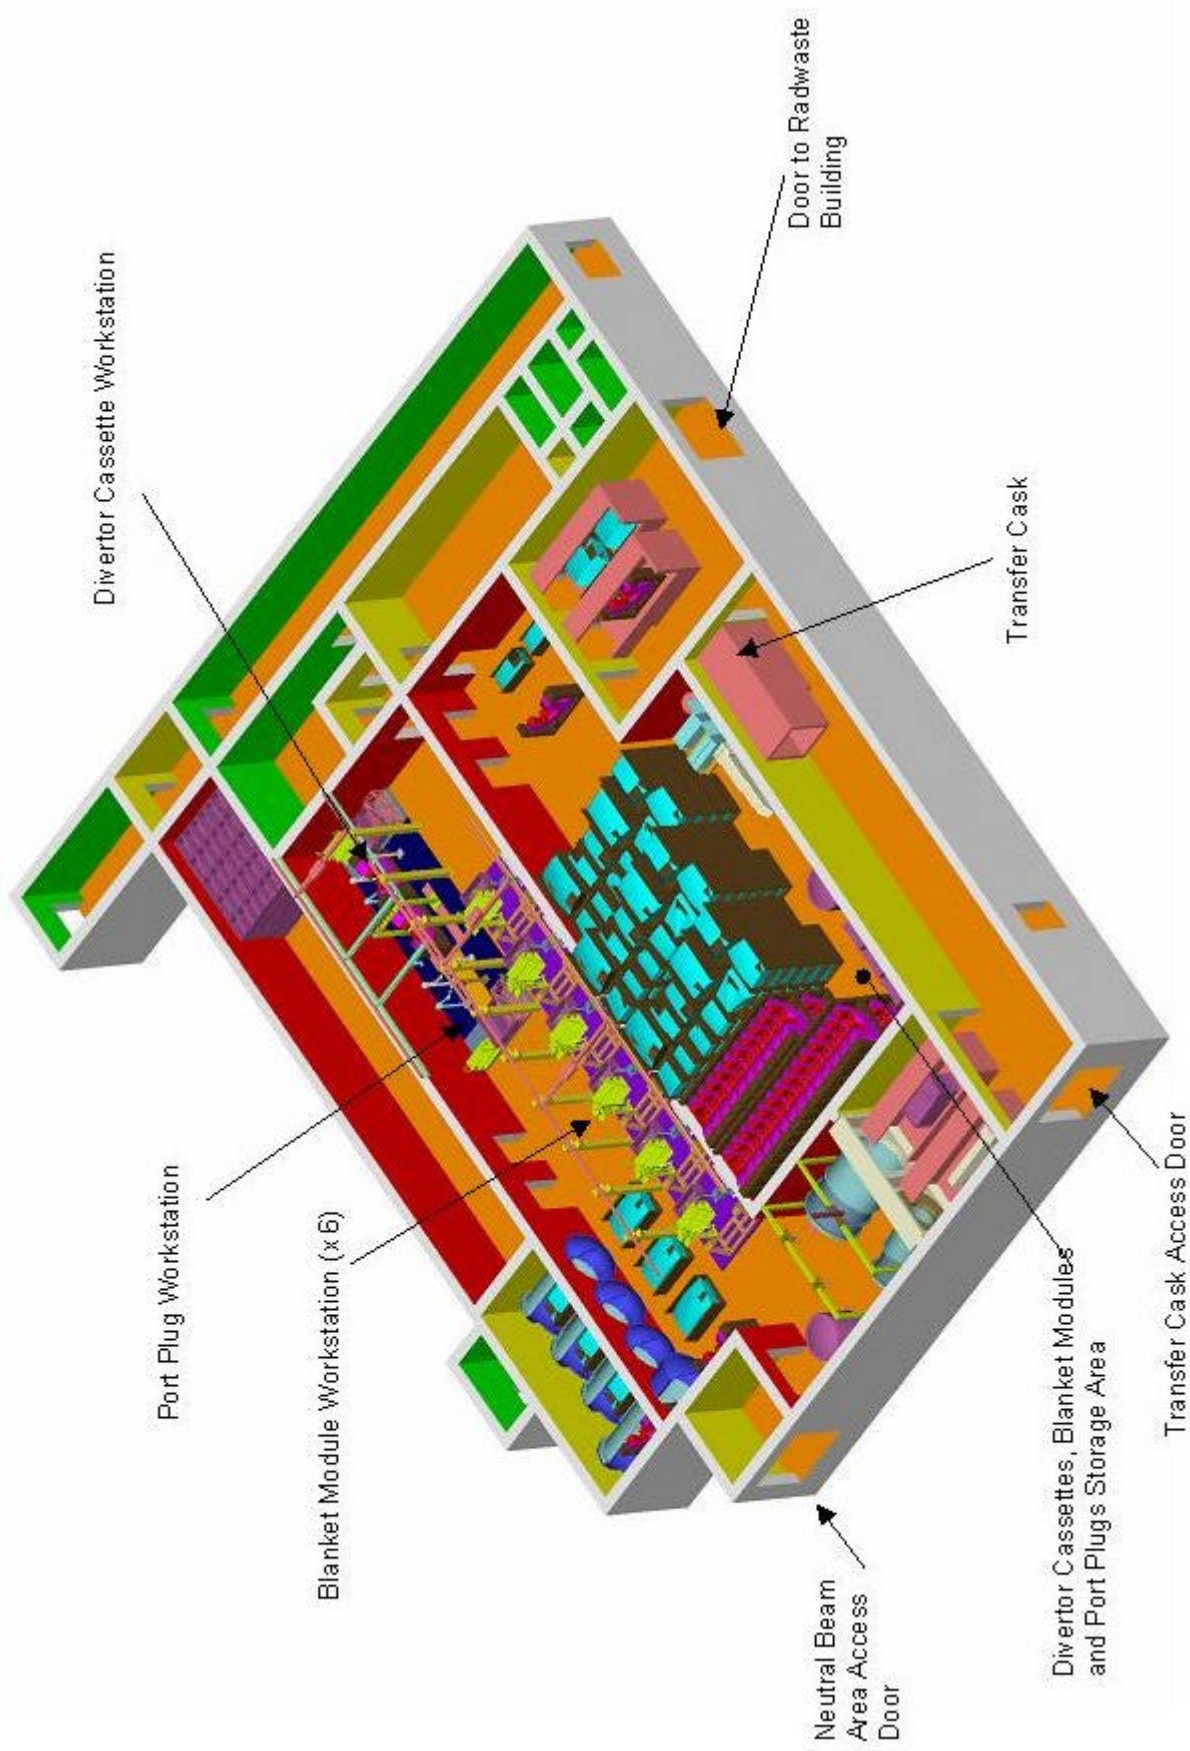 Divertor Cassette Workstation
Port Plug Workstation
Blanket Module Workstation (x 6)
Door to Radwaste
Building
Transfer Cask
Neutral Beam
Area Access
Door
Divertor Cassettes, Blanket Modules
and Port Plugs Storage Area
Transfer Cask Access Door